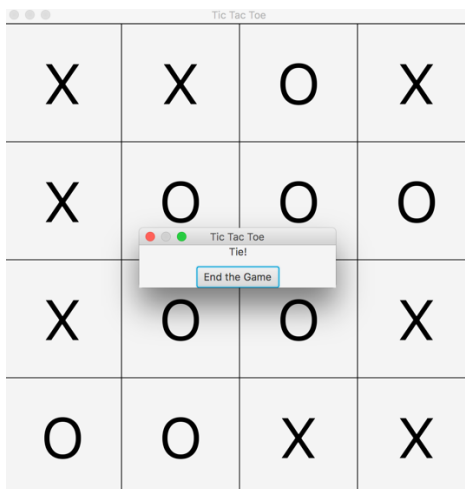 Tic Tac Toe
X X O X
X O O O
Tic Tac Toe
Tie!
End the Game
X O O X
O O X X